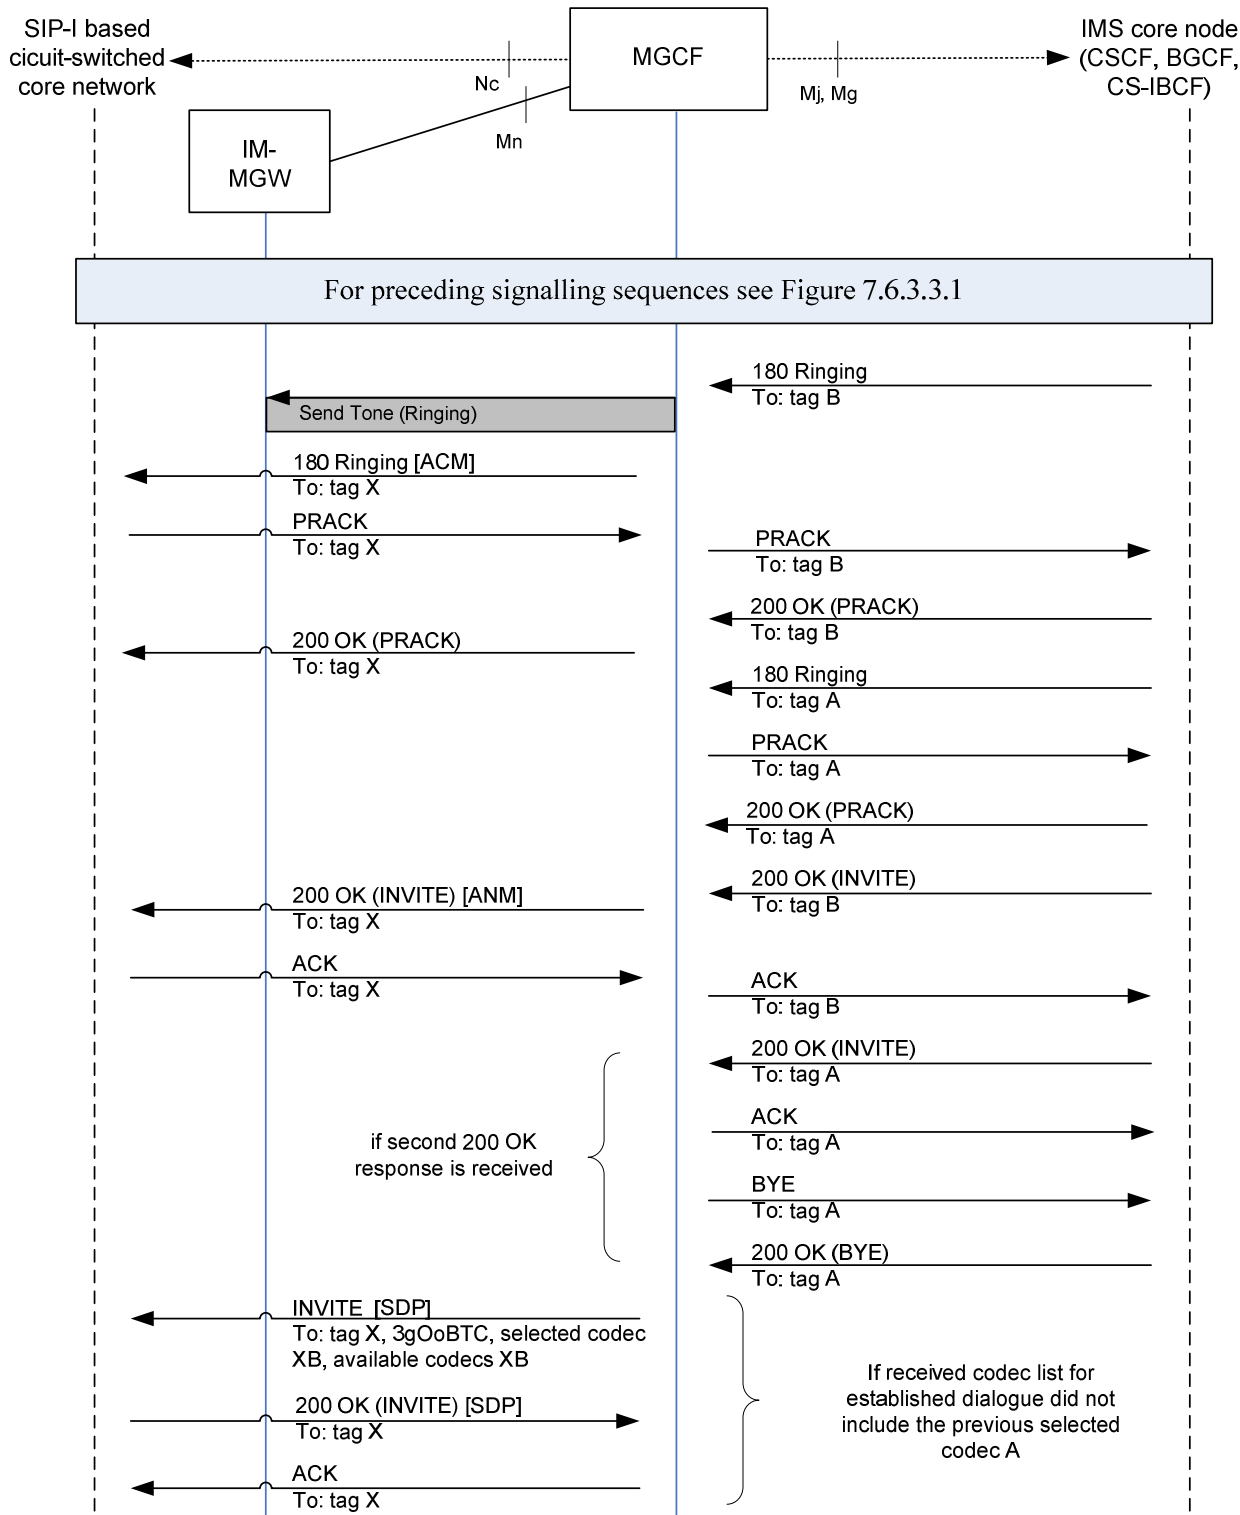 SIP-I based
cicuit-switched
core network
MGCF
IMS core node
(CSCF, BGCF,
CS-IBCF)
Nc
Mj, Mg
Mn
IM-
MGW
For preceding signalling sequences see Figure 7.6.3.3.1
180 Ringing
To: tag B
Send Tone (Ringing)
180 Ringing [ACM]
To: tag X
PRACK
To: tag X
PRACK
To: tag B
200 OK (PRACK)
To: tag B
200 OK (PRACK)
To: tag X
180 Ringing
To: tag A
PRACK
To: tag A
200 OK (PRACK)
To: tag A
200 OK (INVITE)
To: tag B
200 OK (INVITE) [ANM]
To: tag X
ACK
To: tag X
ACK
To: tag B
200 OK (INVITE)
To: tag A
ACK
To: tag A
if second 200 OK
response is received
BYE
To: tag A
200 OK (BYE)
To: tag A
INVITE [SDP]
To: tag X, 3gOoBTC, selected codec
XB, available codecs XB
If received codec list for
established dialogue did not
include the previous selected
codec A
200 OK (INVITE) [SDP]
To: tag X
ACK
To: tag X